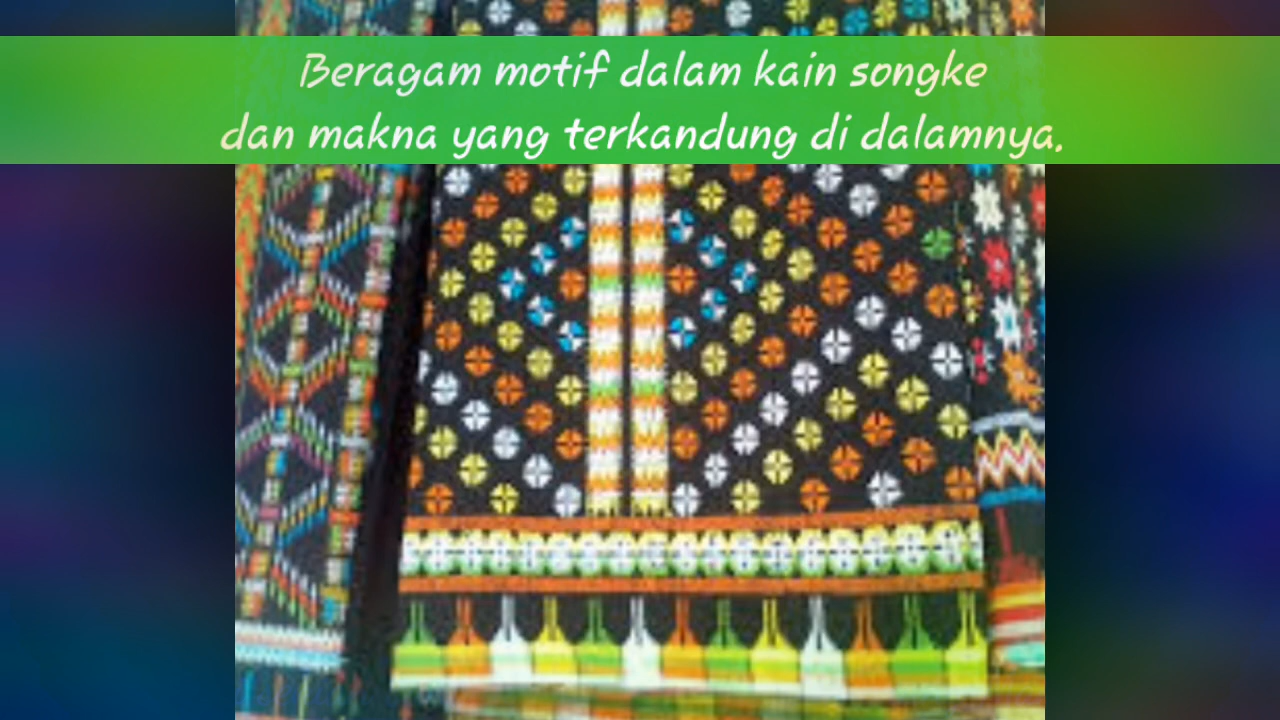 Beragam motif dalam kain songke
dan makna yang terkandung di dalamnya.